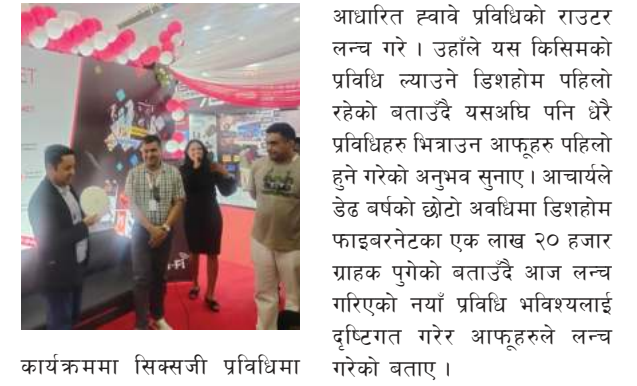 कार्यक्रममा सिक्सजी प्रविधिमा
आधारित ह्वावे प्रविधिको राउटर
लन्च गरे । उहाँले यस किसिमको
प्रविधि ल्याउने डिशहोम पहिलो
रहेको बताउँदै यसअघि पनि धेरै
प्रविधिहरु भित्राउन आफूहरु पहिलो
हुने गरेको अनुभव सुनाए । आचार्यले
डेढ बर्षको छोटो अवधिमा डिशहोम
फाइबरनेटका एक लाख २० हजार
ग्राहक पुगेको बताउँदै आज लन्च
गरिएको नयाँ प्रविधि भविश्यलाई
दृष्टिगत गरेर आफूहरुले लन्च
गरेको बताए ।